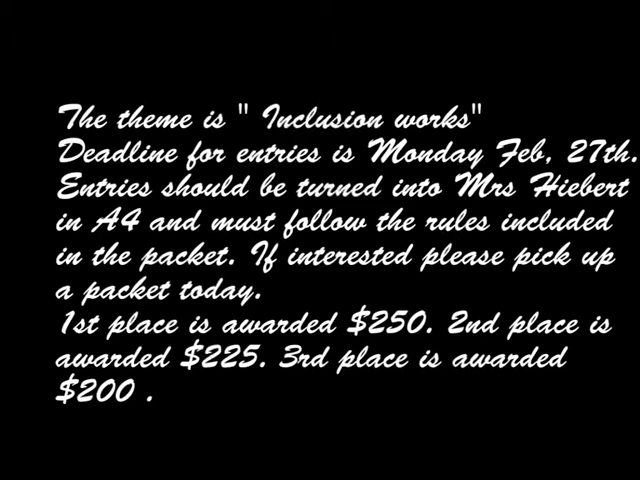 The theme is " Inclusion works"
Deadline for entries is Monday Feb, 27th.
Entries should be turned into Mrs Hiebert
in A4 and must follow the rules included
in the packet. If interested please pick up
a packet today.
1st place is awarded $250. 2nd place is
awarded $225. 3rd place is awarded
$200 .